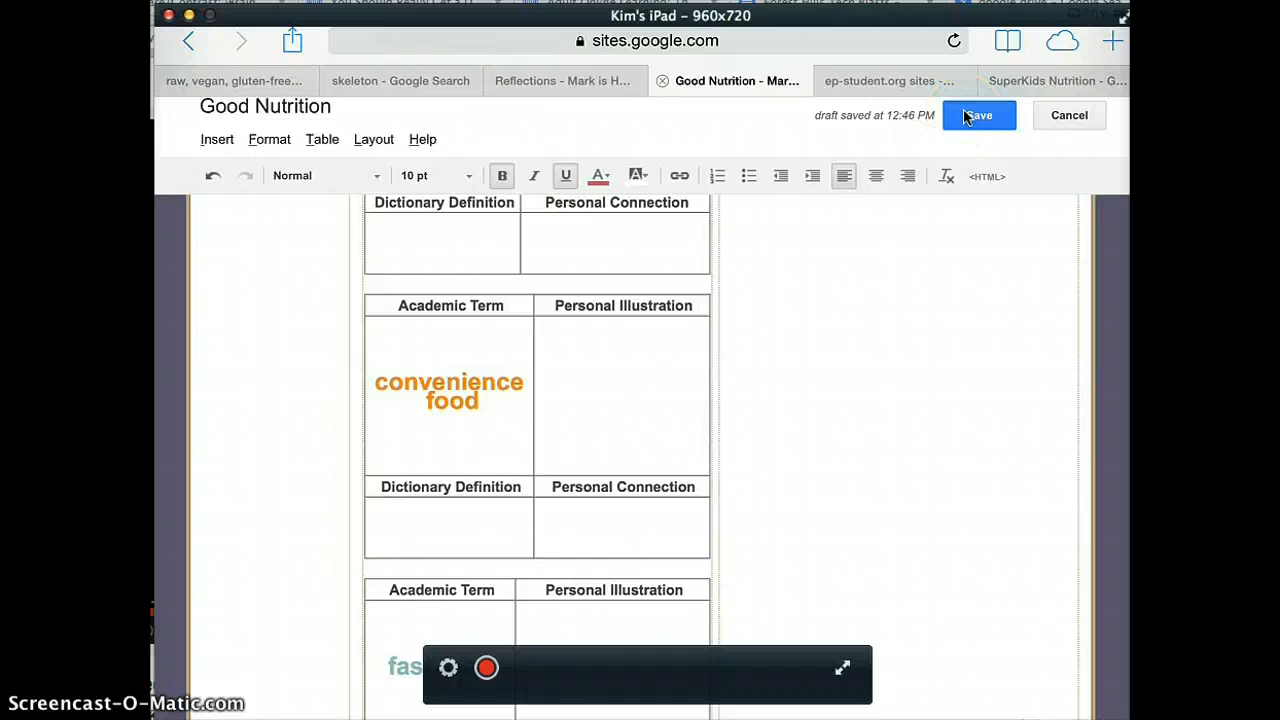 Kim's iPad – 960x720
sites.google.com
raw, vegan, gluten-free...
skeleton - Google Search
Reflections - Mark is H...
Good Nutrition - Mar...
ep-student.org sites -...
SuperKids Nutrition - G...
Good Nutrition
draft saved at 12:46 PM
Save
Cancel
Insert Format Table Layout Help
Normal 10 pt B I U A A <HTML>
Dictionary Definition Personal Connection
Academic Term Personal Illustration
convenience
food
Dictionary Definition Personal Connection
Academic Term Personal Illustration
fas
Screencast-O-Matic.com